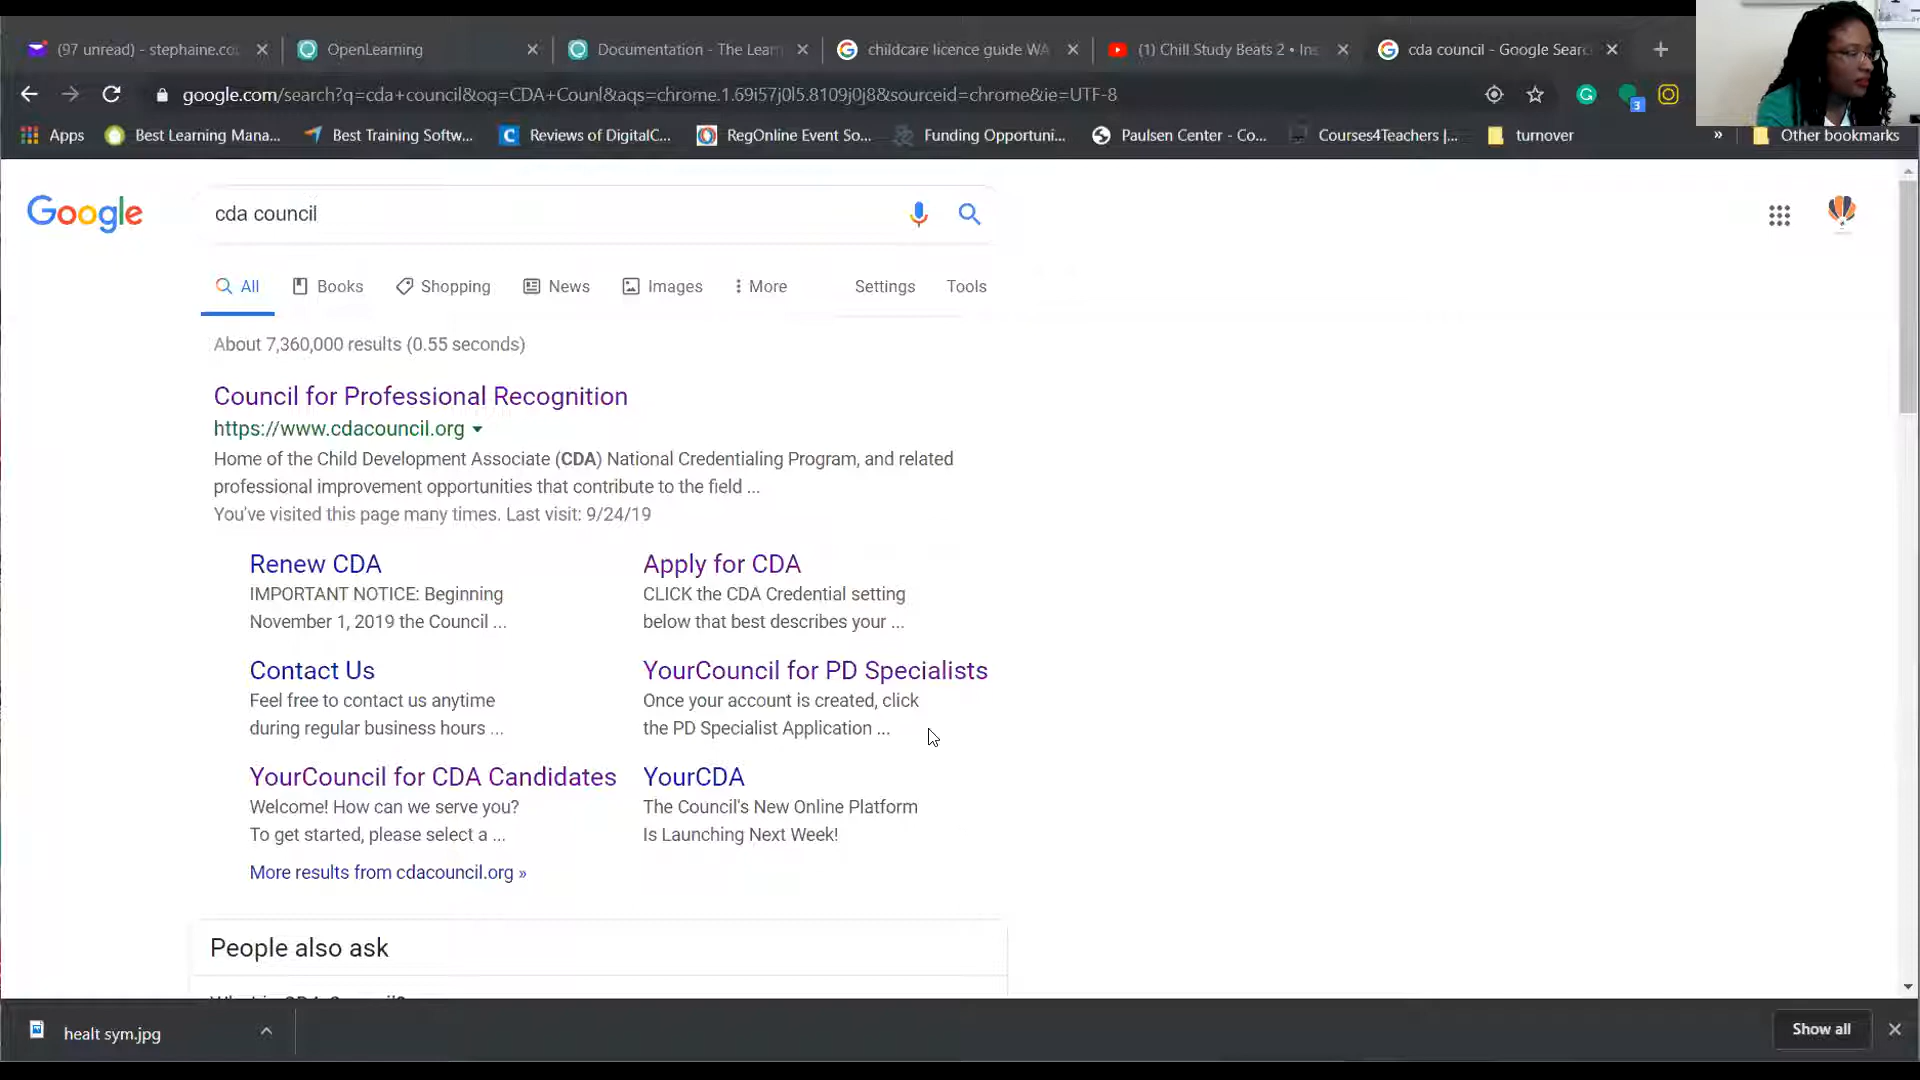 (97 unread) - stephaine.co
OpenLearning
Documentation - The Lear
childcare licence guide WA
(1) Chill Study Beats 2 • Ins
cda council - Google Searc
google.com/search?q=cda+council&oq=CDA+Counl&aqs=chrome.1.69i57j0l5.8109j0j8&sourceid=chrome&ie=UTF-8
3
Apps
Best Learning Mana...
Best Training Softw...
Reviews of DigitalC...
RegOnline Event So...
Funding Opportuni...
Paulsen Center - Co...
Courses4Teachers |...
turnover
»
Other bookmarks
Google
cda council
All
Books
Shopping
News
Images
More
Settings
Tools
About 7,360,000 results (0.55 seconds)
Council for Professional Recognition
https://www.cdacouncil.org
Home of the Child Development Associate (CDA) National Credentialing Program, and related
professional improvement opportunities that contribute to the field ...
You've visited this page many times. Last visit: 9/24/19
Renew CDA
IMPORTANT NOTICE: Beginning
November 1, 2019 the Council ...
Apply for CDA
CLICK the CDA Credential setting
below that best describes your ...
Contact Us
Feel free to contact us anytime
during regular business hours ...
YourCouncil for PD Specialists
Once your account is created, click
the PD Specialist Application ...
YourCouncil for CDA Candidates
Welcome! How can we serve you?
To get started, please select a ...
YourCDA
The Council's New Online Platform
Is Launching Next Week!
More results from cdacouncil.org »
People also ask
healt sym.jpg
Show all